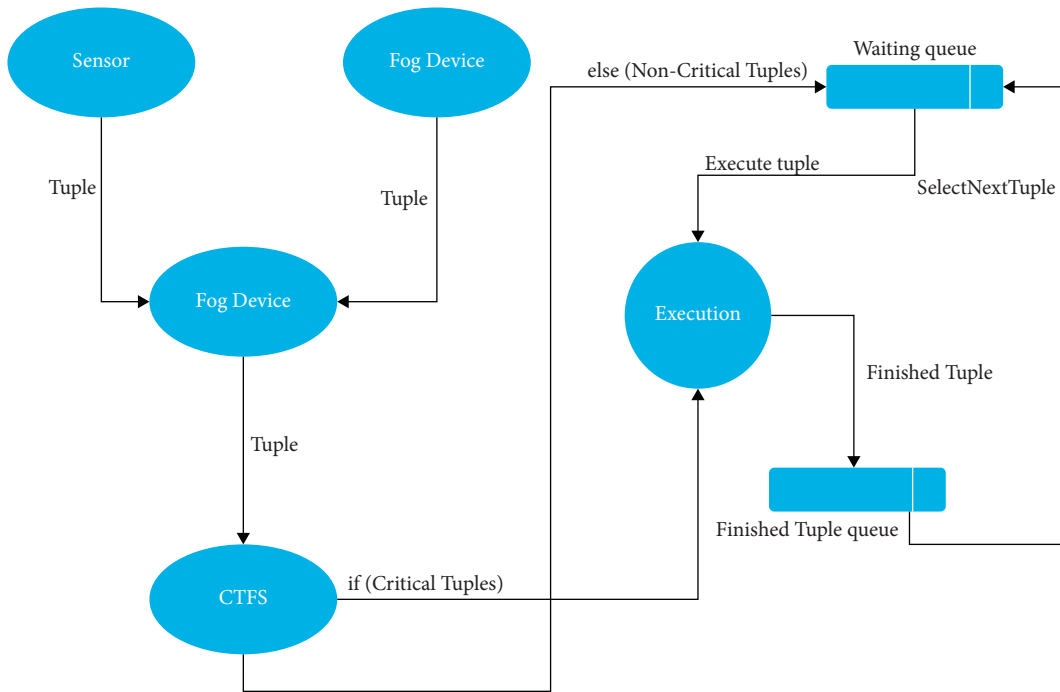 Sensor
Fog Device
Waiting queue
else (Non-Critical Tuples)
Execute tuple
SelectNextTuple
Tuple
Tuple
Fog Device
Execution
Finished Tuple
Tuple
Finished Tuple queue
CTFS
if (Critical Tuples)